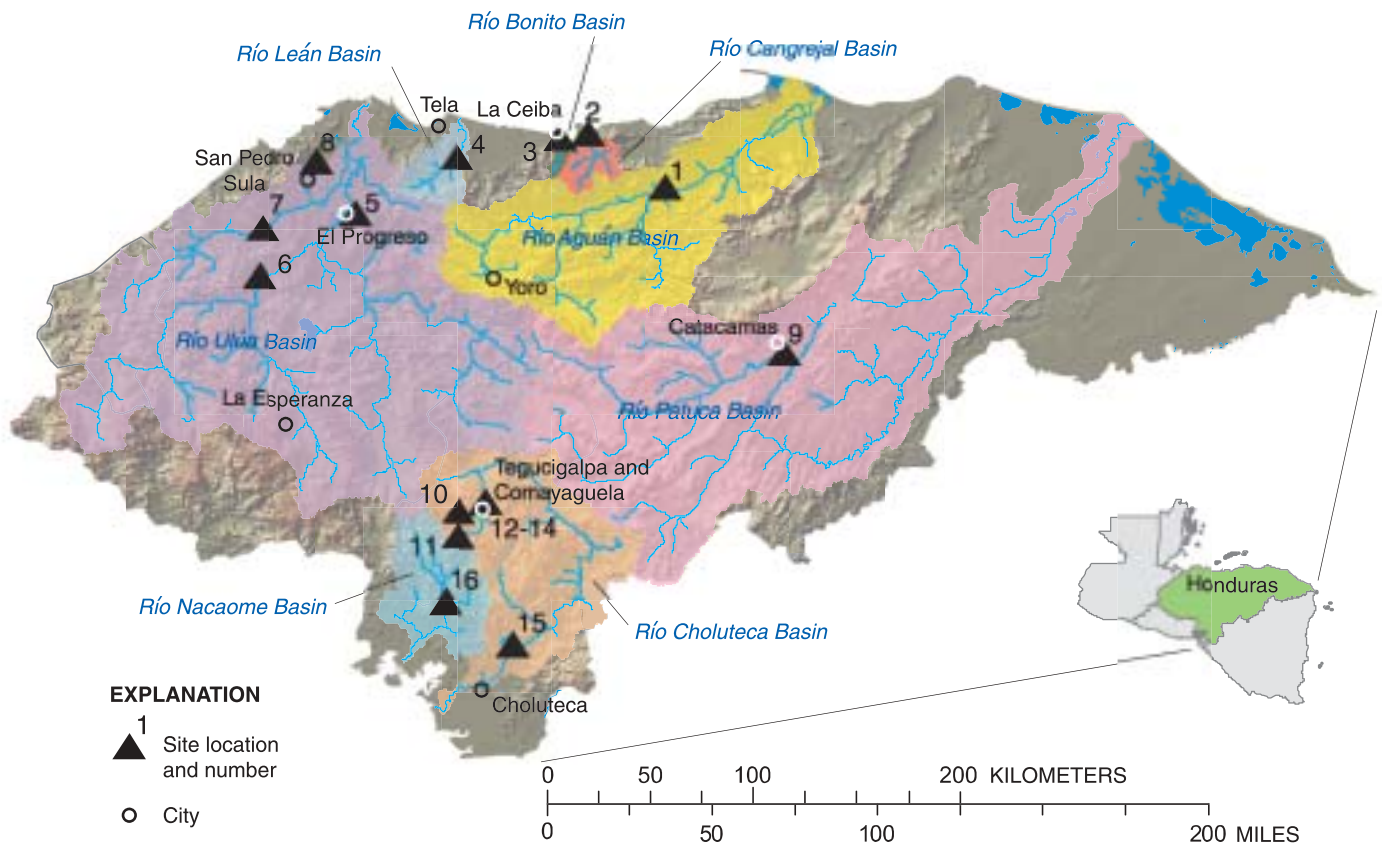 Río Bonito Basin
Río Leán Basin
Río Cangrejal Basin
Tela
La Ceiba
2
3
4
8
San Pedro
Sula
1
7
5
El Progreso
Río Aguán Basin
6
Yoro
Catacamas
9
Río Ulúa Basin
La Esperanza
Río Patuca Basin
Tegucigalpa and
Comayaguela
10
12-14
11
16
Honduras
Río Nacaome Basin
15
Río Choluteca Basin
Choluteca
EXPLANATION
1
Site location
and number
City
0 50 100 200 KILOMETERS
0 50 100 200 MILES